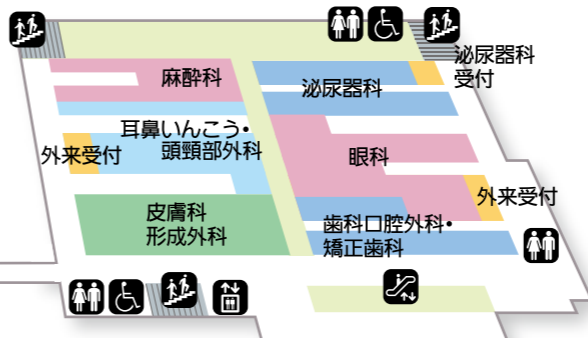 泌尿器科
受付
麻酔科
泌尿器科
耳鼻いんこう・
頭頸部外科
外来受付
眼科
外来受付
皮膚科
形成外科
歯科口腔外科・
矯正歯科